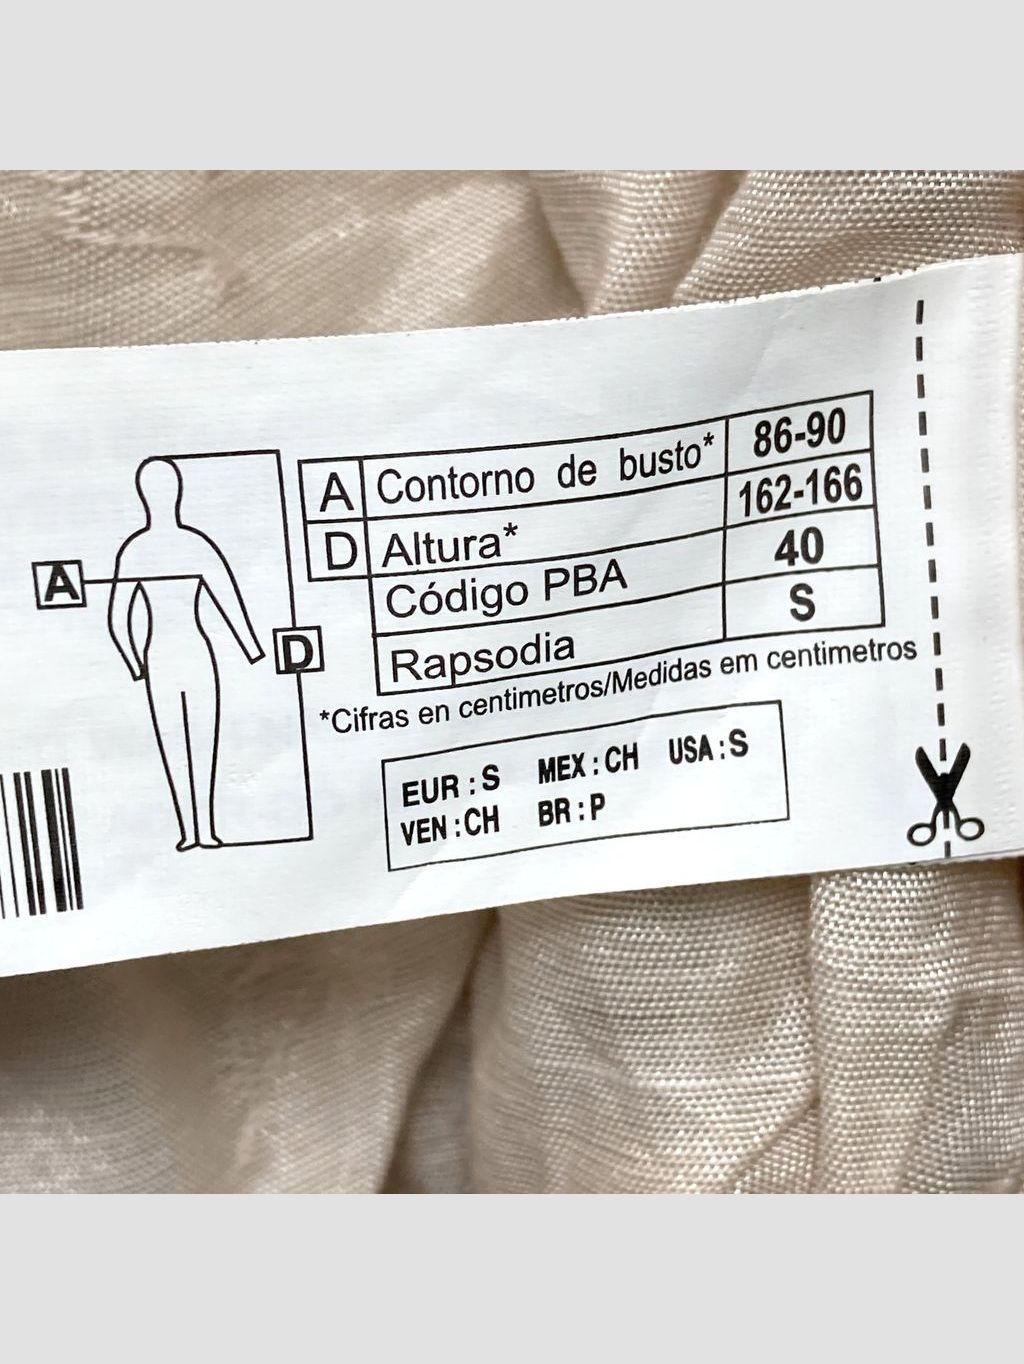 A Contorno de busto* 86-90
D Altura* 162-166
Código PBA 40
Rapsodia S
*Cifras en centimetros/Medidas em centimetros
A
D
EUR : S MEX : CH USA : S
VEN : CH BR : P